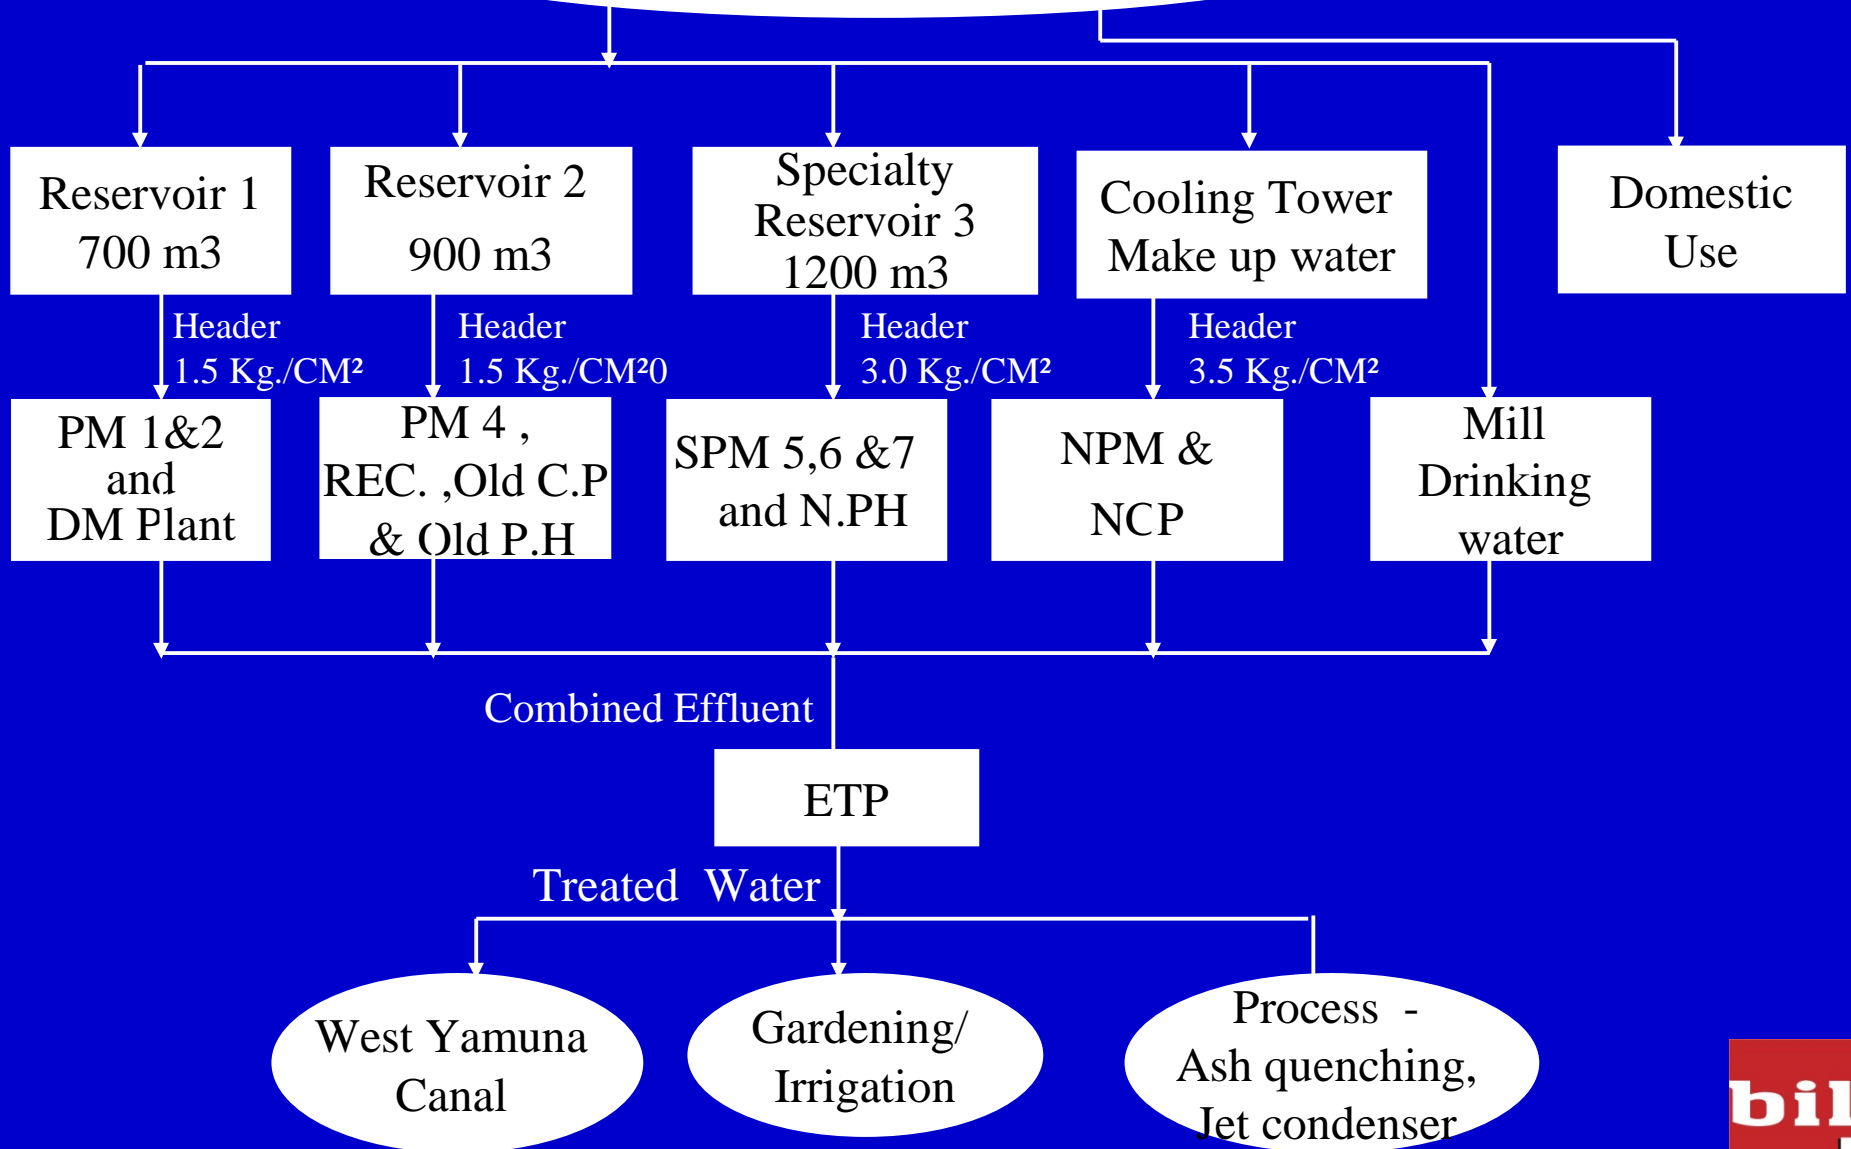 Reservoir 1
700 m3
Reservoir 2
900 m3
Specialty
Reservoir 3
1200 m3
Cooling Tower
Make up water
Domestic
Use
Header
1.5 Kg./CM²
Header
1.5 Kg./CM²0
Header
3.0 Kg./CM²
Header
3.5 Kg./CM²
PM 1&2
and
DM Plant
PM 4 ,
REC. ,Old C.P
& Old P.H
SPM 5,6 &7
and N.PH
NPM &
NCP
Mill
Drinking
water
Combined Effluent
ETP
Treated Water
West Yamuna
Canal
Gardening/
Irrigation
Process -
Ash quenching,
Jet condenser